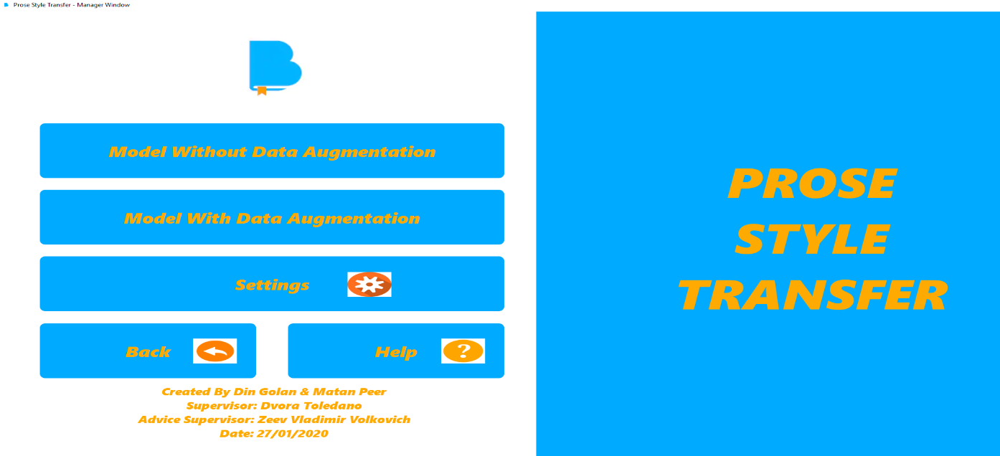 Prose Style Transfer - Manager Window
Model Without Data Augmentation
Model With Data Augmentation
Settings
Back
Help
Created By Din Golan & Matan Peer
Supervisor: Dvora Toledano
Advice Supervisor: Zeev Vladimir Volkovich
Date: 27/01/2020
PROSE
STYLE
TRANSFER